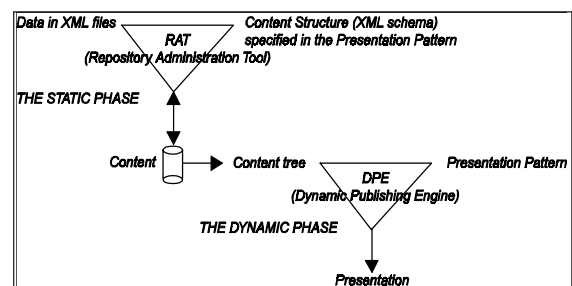 Data in XML files
Content Structure (XML schema)
specified in the Presentation Pattern
RAT
(Repository Administration Tool)
THE STATIC PHASE
Content
Content tree
Presentation Pattern
DPE
(Dynamic Publishing Engine)
THE DYNAMIC PHASE
Presentation